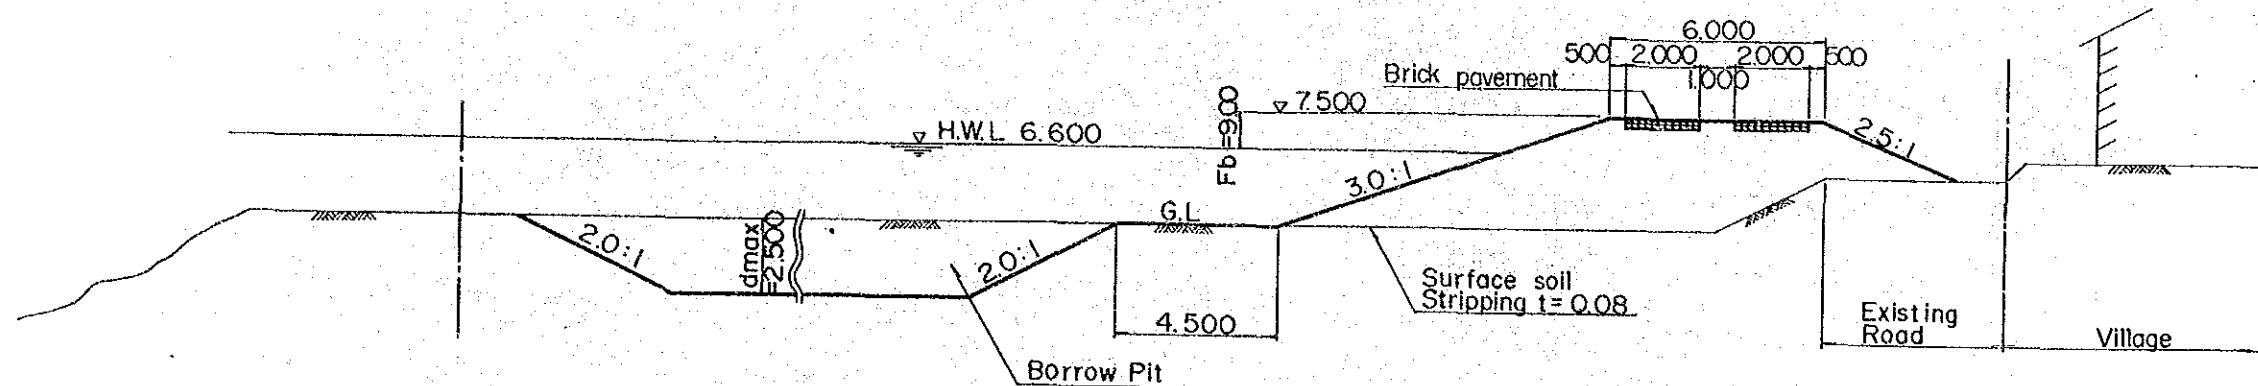 6.000
500 2.000 2.000 500
1.000
Brick pavement
Fb=900
▽ 7.500
▽ H.W.L 6.600
2.5:1
3.0:1
G.L
2.0:1
dmax
=2.500
2.0:1
Surface soil
Stripping t=0.08
4.500
Existing
Road
Village
Borrow Pit